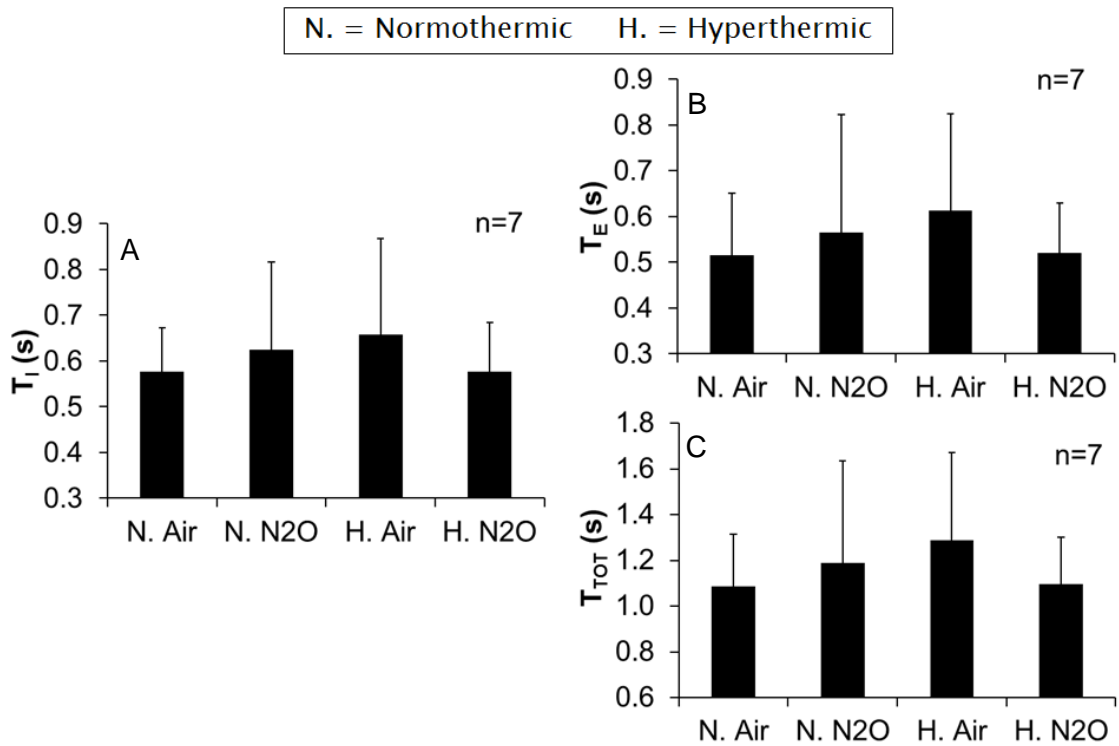 N. = Normothermic H. = Hyperthermic
A
n=7
T_I (s)
0.9
0.8
0.7
0.6
0.5
0.4
0.3
N. Air N. N2O H. Air H. N2O
B
n=7
T_E (s)
0.9
0.8
0.7
0.6
0.5
0.4
0.3
N. Air N. N2O H. Air H. N2O
C
n=7
T_TOT (s)
1.8
1.6
1.4
1.2
1.0
0.8
0.6
N. Air N. N2O H. Air H. N2O